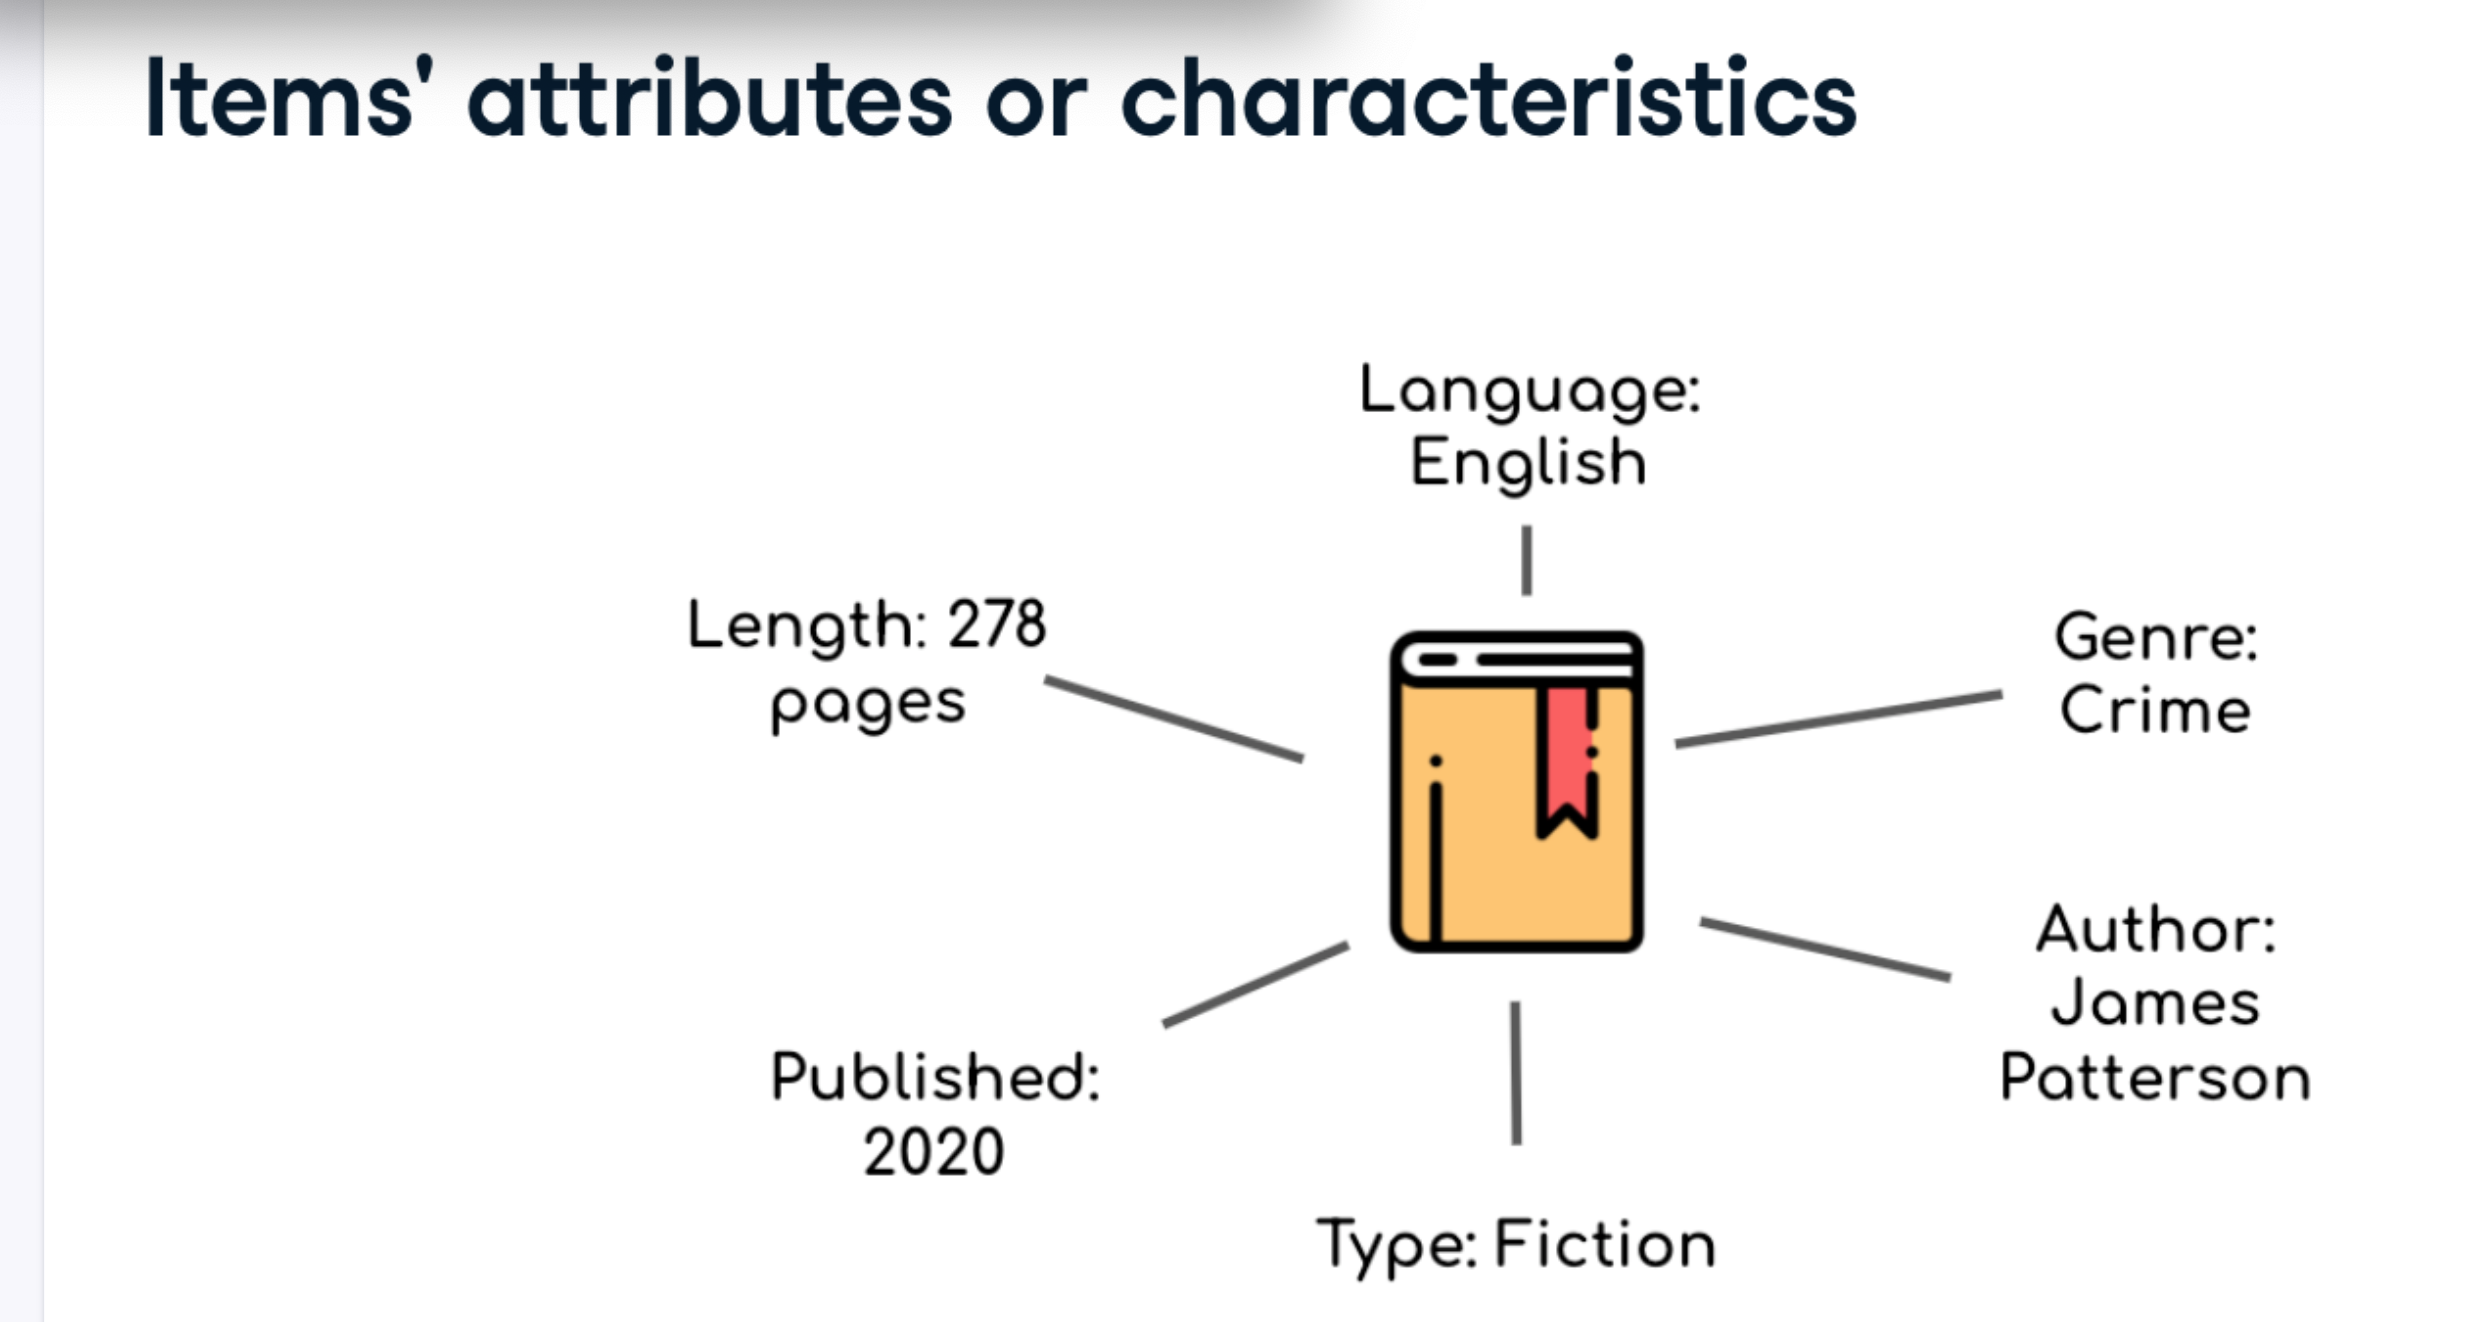 Items' attributes or characteristics
Language:
English
Length: 278
pages
Genre:
Crime
Author:
James
Patterson
Published:
2020
Type: Fiction